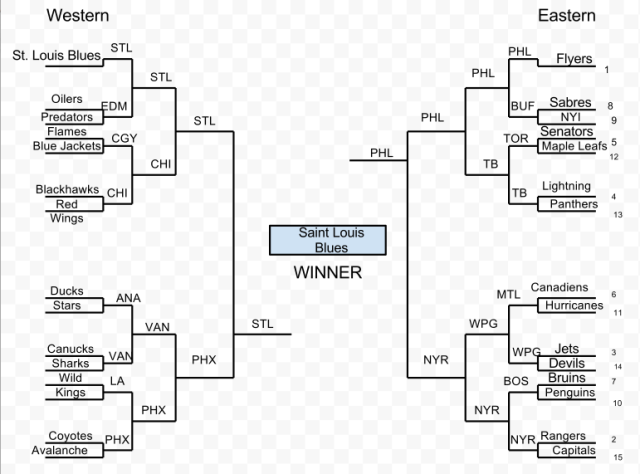 Western
Eastern
St. Louis Blues
STL
STL
Oilers
EDM
Predators
Flames
CGY
Blue Jackets
STL
CHI
Blackhawks
CHI
Red
Wings
Ducks
ANA
Stars
VAN
Canucks
VAN
Sharks
Wild
LA
Kings
PHX
PHX
Coyotes
PHX
Avalanche
STL
Saint Louis
Blues
WINNER
PHL
PHL
PHL
PHL
Flyers
1
BUF
Sabres
8
NYI
9
Senators
5
TOR
Maple Leafs
12
TB
Lightning
4
TB
Panthers
13
Canadiens
6
MTL
Hurricanes
11
WPG
Jets
3
WPG
Devils
14
NYR
Bruins
7
BOS
Penguins
10
NYR
Rangers
2
NYR
Capitals
15